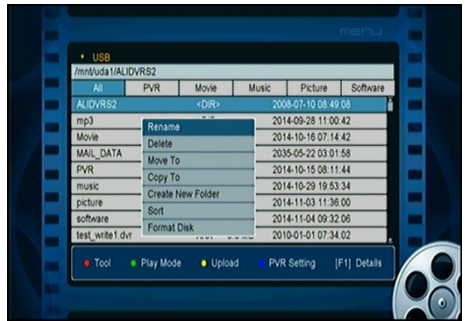 menu
USB
/mnt/uda1/ALIDVRS2
All PVR Movie Music Picture Software
ALIDVRS2 <DIR> 2008-07-10 08.49.08
mp3 2014-09-28 11.00.42
Movie 2014-10-16 07.14.42
MAIL_DATA 2035-05-22 03.01.58
PVR 2014-10-15 08.11.44
music 2014-10-29 19.53.34
picture 2014-11-03 11.36.00
software 2014-11-04 09.32.06
test_write1.dvr 2010-01-01 07.34.02
Rename
Delete
Move To
Copy To
Create New Folder
Sort
Format Disk
Tool Play Mode Upload PVR Setting [F1] Details